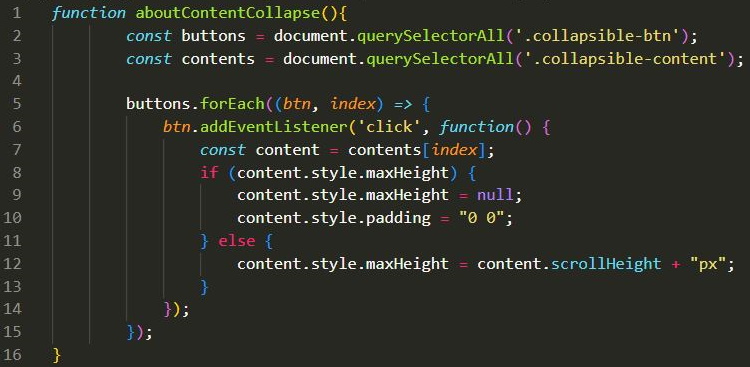 1 function aboutContentCollapse(){
2 const buttons = document.querySelectorAll('.collapsible-btn');
3 const contents = document.querySelectorAll('.collapsible-content');
4
5 buttons.forEach((btn, index) => {
6 btn.addEventListener('click', function() {
7 const content = contents[index];
8 if (content.style.maxHeight) {
9 content.style.maxHeight = null;
10 content.style.padding = "0 0";
11 } else {
12 content.style.maxHeight = content.scrollHeight + "px";
13 }
14 });
15 });
16 }